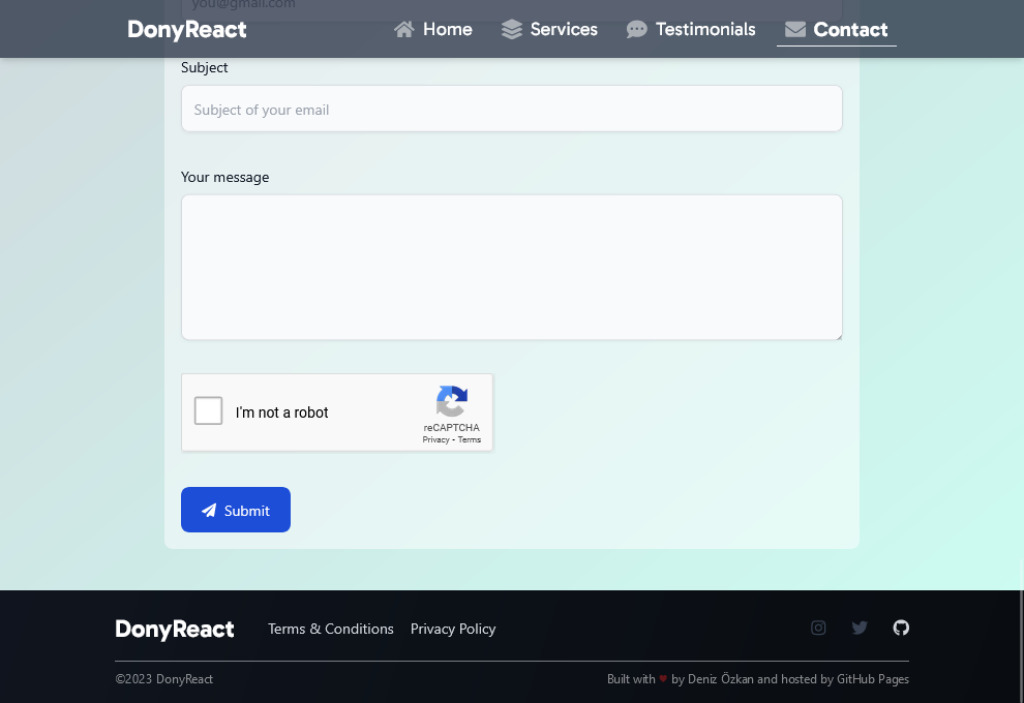 you@gmail.com
DonyReact Home Services Testimonials Contact
Subject
Subject of your email
Your message
I'm not a robot
reCAPTCHA
Privacy - Terms
Submit
DonyReact Terms & Conditions Privacy Policy
©2023 DonyReact Built with ♥ by Deniz Özkan and hosted by GitHub Pages